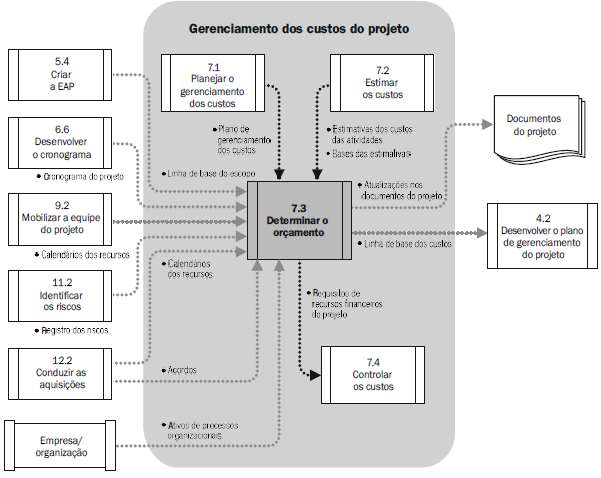 Gerenciamento dos custos do projeto
5.4
Criar
a EAP
7.1
Planejar o
gerenciamento
dos custos
7.2
Estimar
os custos
Documentos
do projeto
6.6
Desenvolver
o cronograma
• Cronograma do projeto
• Plano de
gerenciamento
dos custos
• Estimativas dos custos
das atividades
• Bases das estimativas
• Linha de base do escopo
• Atualizações nos
documentos do projeto
9.2
Mobilizar a equipe
do projeto
• Calendários dos recursos
7.3
Determinar o
orçamento
• Linha de base dos custos
4.2
Desenvolver o plano
de gerenciamento
do projeto
• Calendários
dos recursos
11.2
Identificar
os riscos
• Registro dos riscos
• Requisitos de
recursos financeiros
do projeto
12.2
Conduzir as
aquisições
• Acordos
7.4
Controlar
os custos
• Ativos de processos
organizacionais
Empresa/
organização